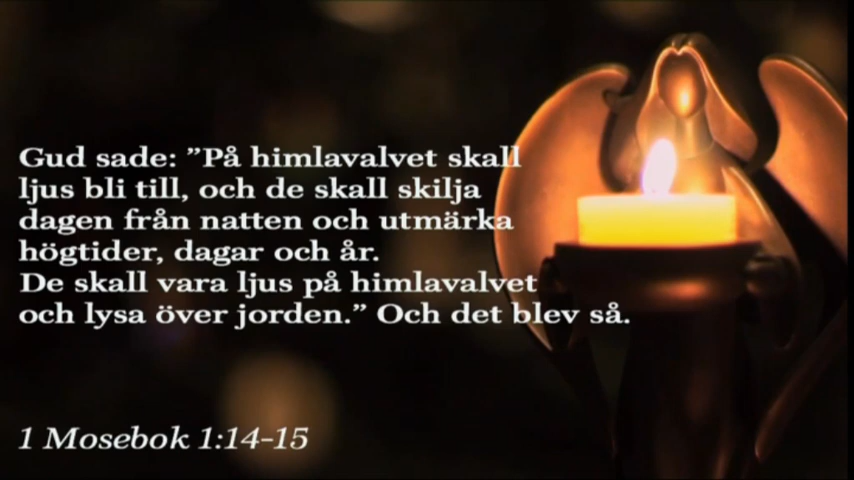 Gud sade: ”På himlavalvet skall
ljus bli till, och de skall skilja
dagen från natten och utmärka
högtider, dagar och år.
De skall vara ljus på himlavalvet
och lysa över jorden.” Och det blev så.
1 Mosebok 1:14-15